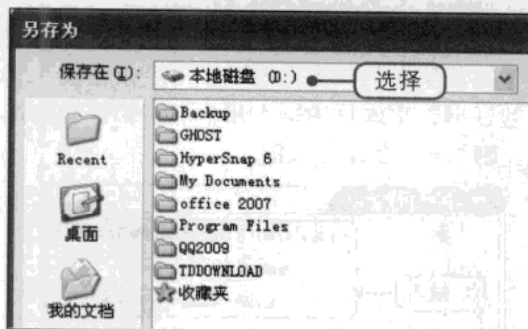 另存为
保存在(I):
本地磁盘 (D:)
选择
Recent
桌面
我的文档
Backup
GHOST
HyperSnap 6
My Documents
office 2007
Program Files
QQ2009
TDDOWNLOAD
收藏夹